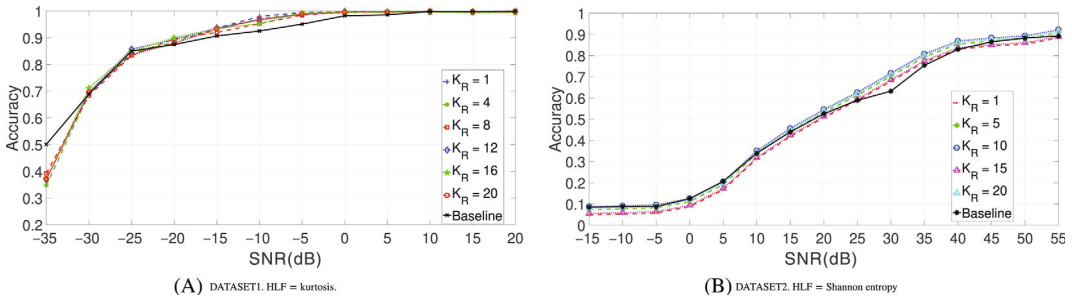 1
0.9
0.8
0.7
0.6
0.5
0.4
0.3
0.2
Accuracy
−35 −30 −25 −20 −15 −10 −5 0 5 10 15 20
SNR(dB)
K_R = 1
K_R = 4
K_R = 8
K_R = 12
K_R = 16
K_R = 20
Baseline
(A) DATASET1. HLF = kurtosis.
1
0.9
0.8
0.7
0.6
0.5
0.4
0.3
0.2
0.1
0
Accuracy
−15 −10 −5 0 5 10 15 20 25 30 35 40 45 50 55
SNR(dB)
K_R = 1
K_R = 5
K_R = 10
K_R = 15
K_R = 20
Baseline
(B) DATASET2. HLF = Shannon entropy